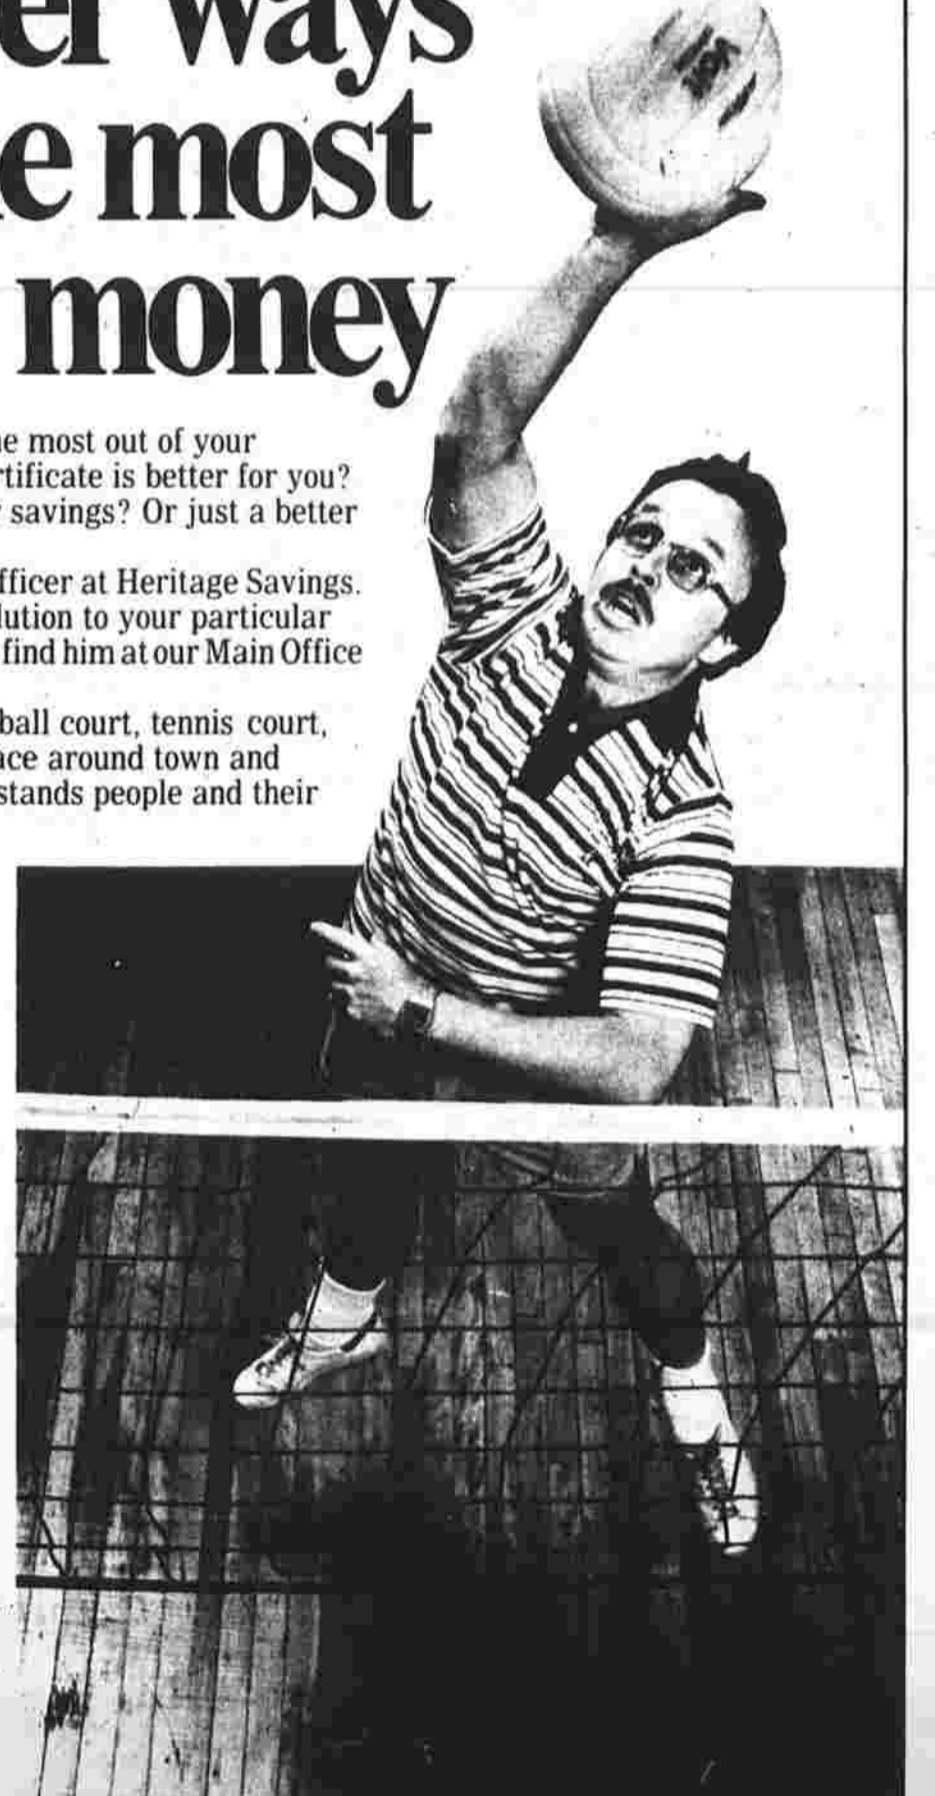 er ways
e most
money
e most out of your
rtificate is better for you?
savings? Or just a better
fficer at Heritage Savings.
lution to your particular
find him at our Main Office
ball court, tennis court,
ace around town and
stands people and their